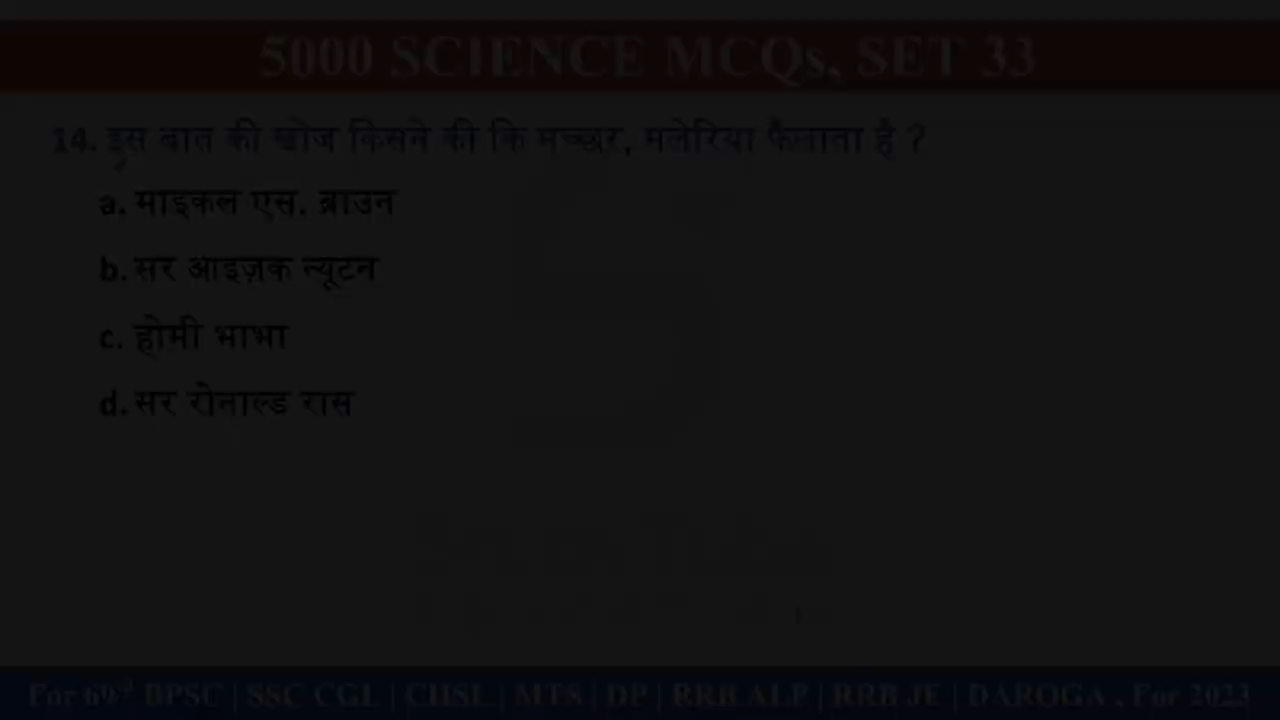 5000 SCIENCE MCQs, SET 33
14. इस बात की खोज किसने की कि मच्छर, मलेरिया फैलाता है ?
a. माइकल एस. ब्राउन
b. सर आइज़क न्यूटन
c. होमी भाभा
d. सर रोनाल्ड रास
For 69th BPSC | SSC CGL | CHSL | MTS | DP | RRB ALP | RRB JE | DAROGA , For 2023